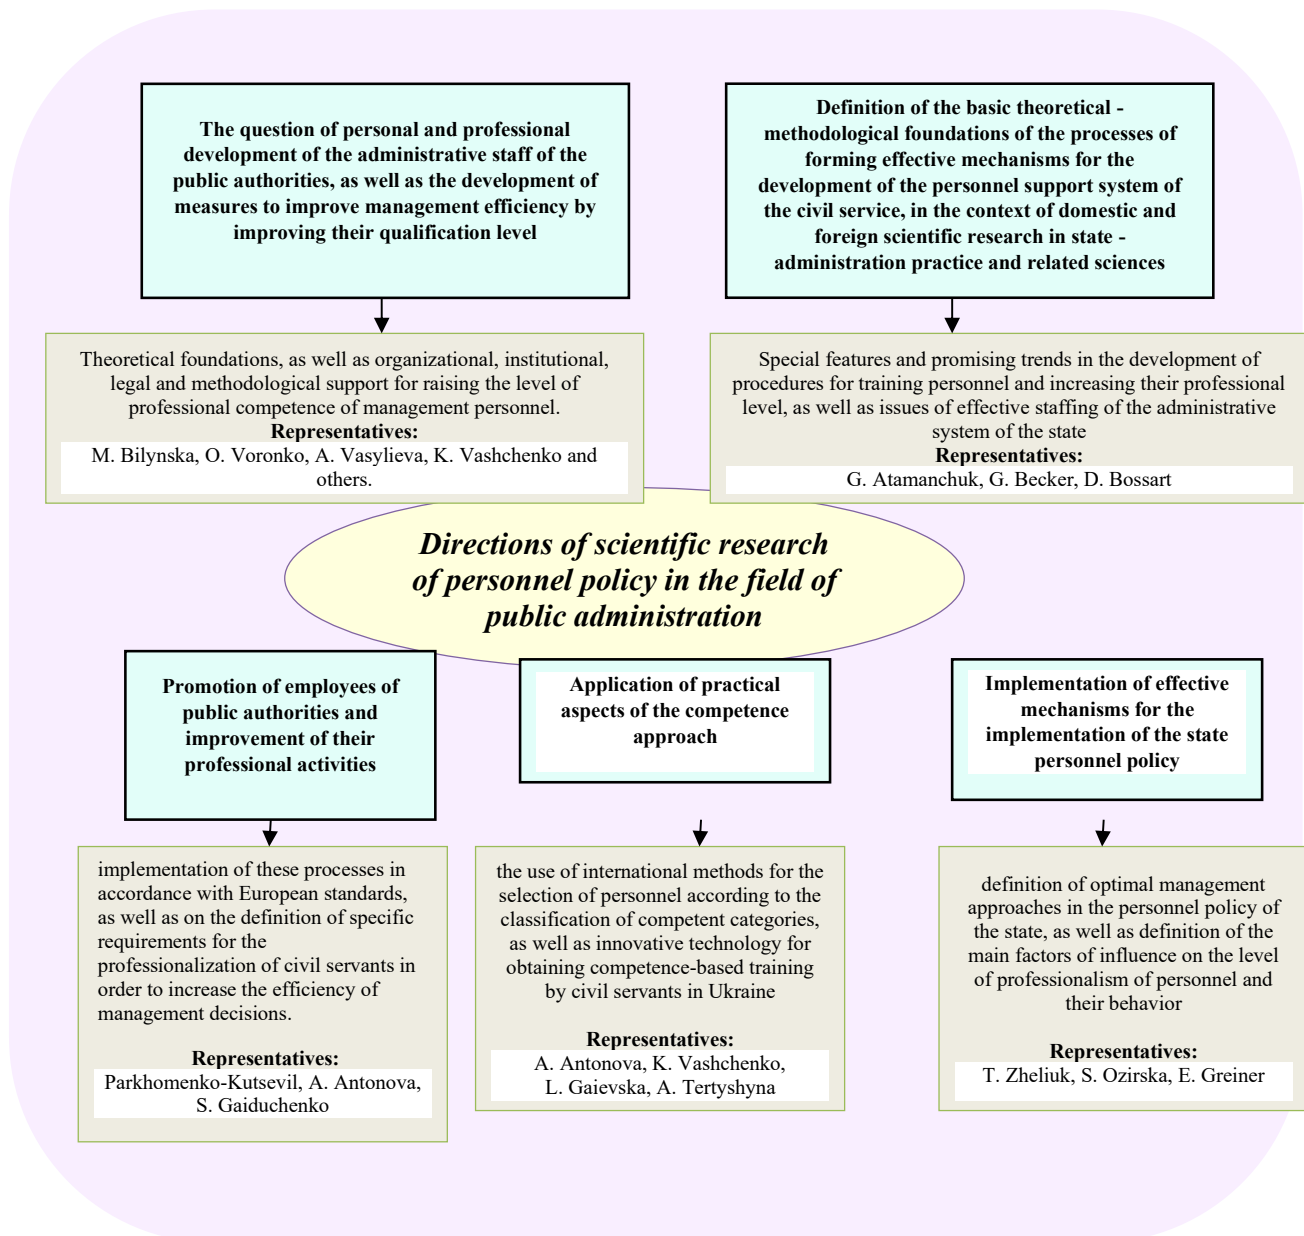 The question of personal and professional
development of the administrative staff of the
public authorities, as well as the development of
measures to improve management efficiency by
improving their qualification level
Definition of the basic theoretical -
methodological foundations of the processes of
forming effective mechanisms for the
development of the personnel support system of
the civil service, in the context of domestic and
foreign scientific research in state -
administration practice and related sciences
Theoretical foundations, as well as organizational, institutional,
legal and methodological support for raising the level of
professional competence of management personnel.
Representatives:
M. Bilynska, O. Voronko, A. Vasylieva, K. Vashchenko and
others.
Special features and promising trends in the development of
procedures for training personnel and increasing their professional
level, as well as issues of effective staffing of the administrative
system of the state
Representatives:
G. Atamanchuk, G. Becker, D. Bossart
Directions of scientific research
of personnel policy in the field of
public administration
Promotion of employees of
public authorities and
improvement of their
professional activities
Application of practical
aspects of the competence
approach
Implementation of effective
mechanisms for the
implementation of the state
personnel policy
implementation of these processes in
accordance with European standards,
as well as on the definition of specific
requirements for the
professionalization of civil servants in
order to increase the efficiency of
management decisions.
Representatives:
Parkhomenko-Kutsevil, A. Antonova,
S. Gaiduchenko
the use of international methods for the
selection of personnel according to the
classification of competent categories,
as well as innovative technology for
obtaining competence-based training
by civil servants in Ukraine
Representatives:
A. Antonova, K. Vashchenko,
L. Gaievska, A. Tertyshyna
definition of optimal management
approaches in the personnel policy of
the state, as well as definition of the
main factors of influence on the level
of professionalism of personnel and
their behavior
Representatives:
T. Zheliuk, S. Ozirska, E. Greiner